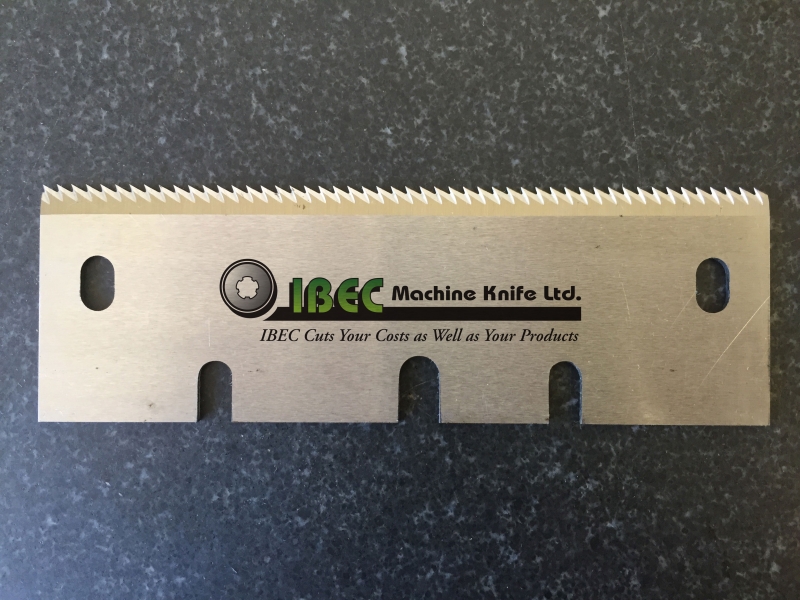 IBEC Machine Knife Ltd.
IBEC Cuts Your Costs as Well as Your Products